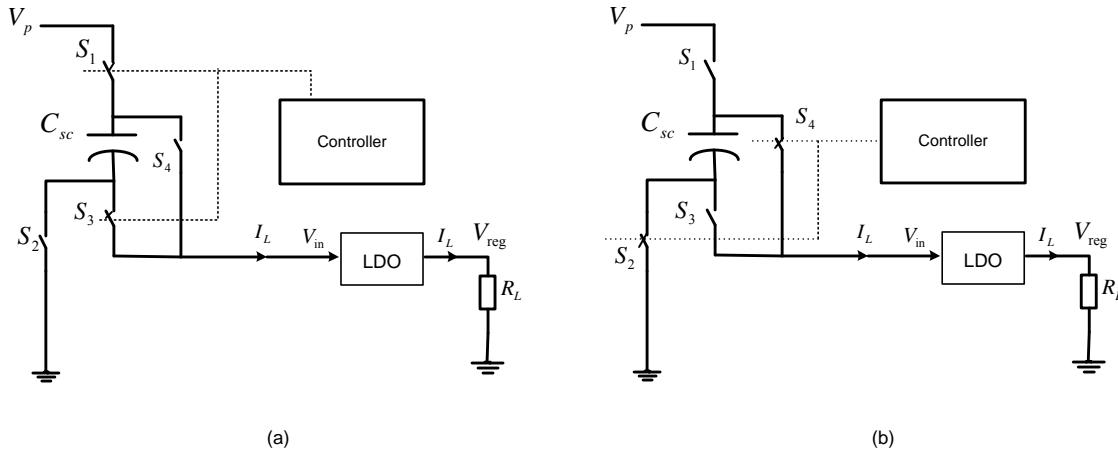 V_p
S_1
C_sc
S_4
S_3
S_2
Controller
I_L
V_in
LDO
I_L
V_reg
R_L
(a)
V_p
S_1
C_sc
S_4
S_3
S_2
Controller
I_L
V_in
LDO
I_L
V_reg
(b)